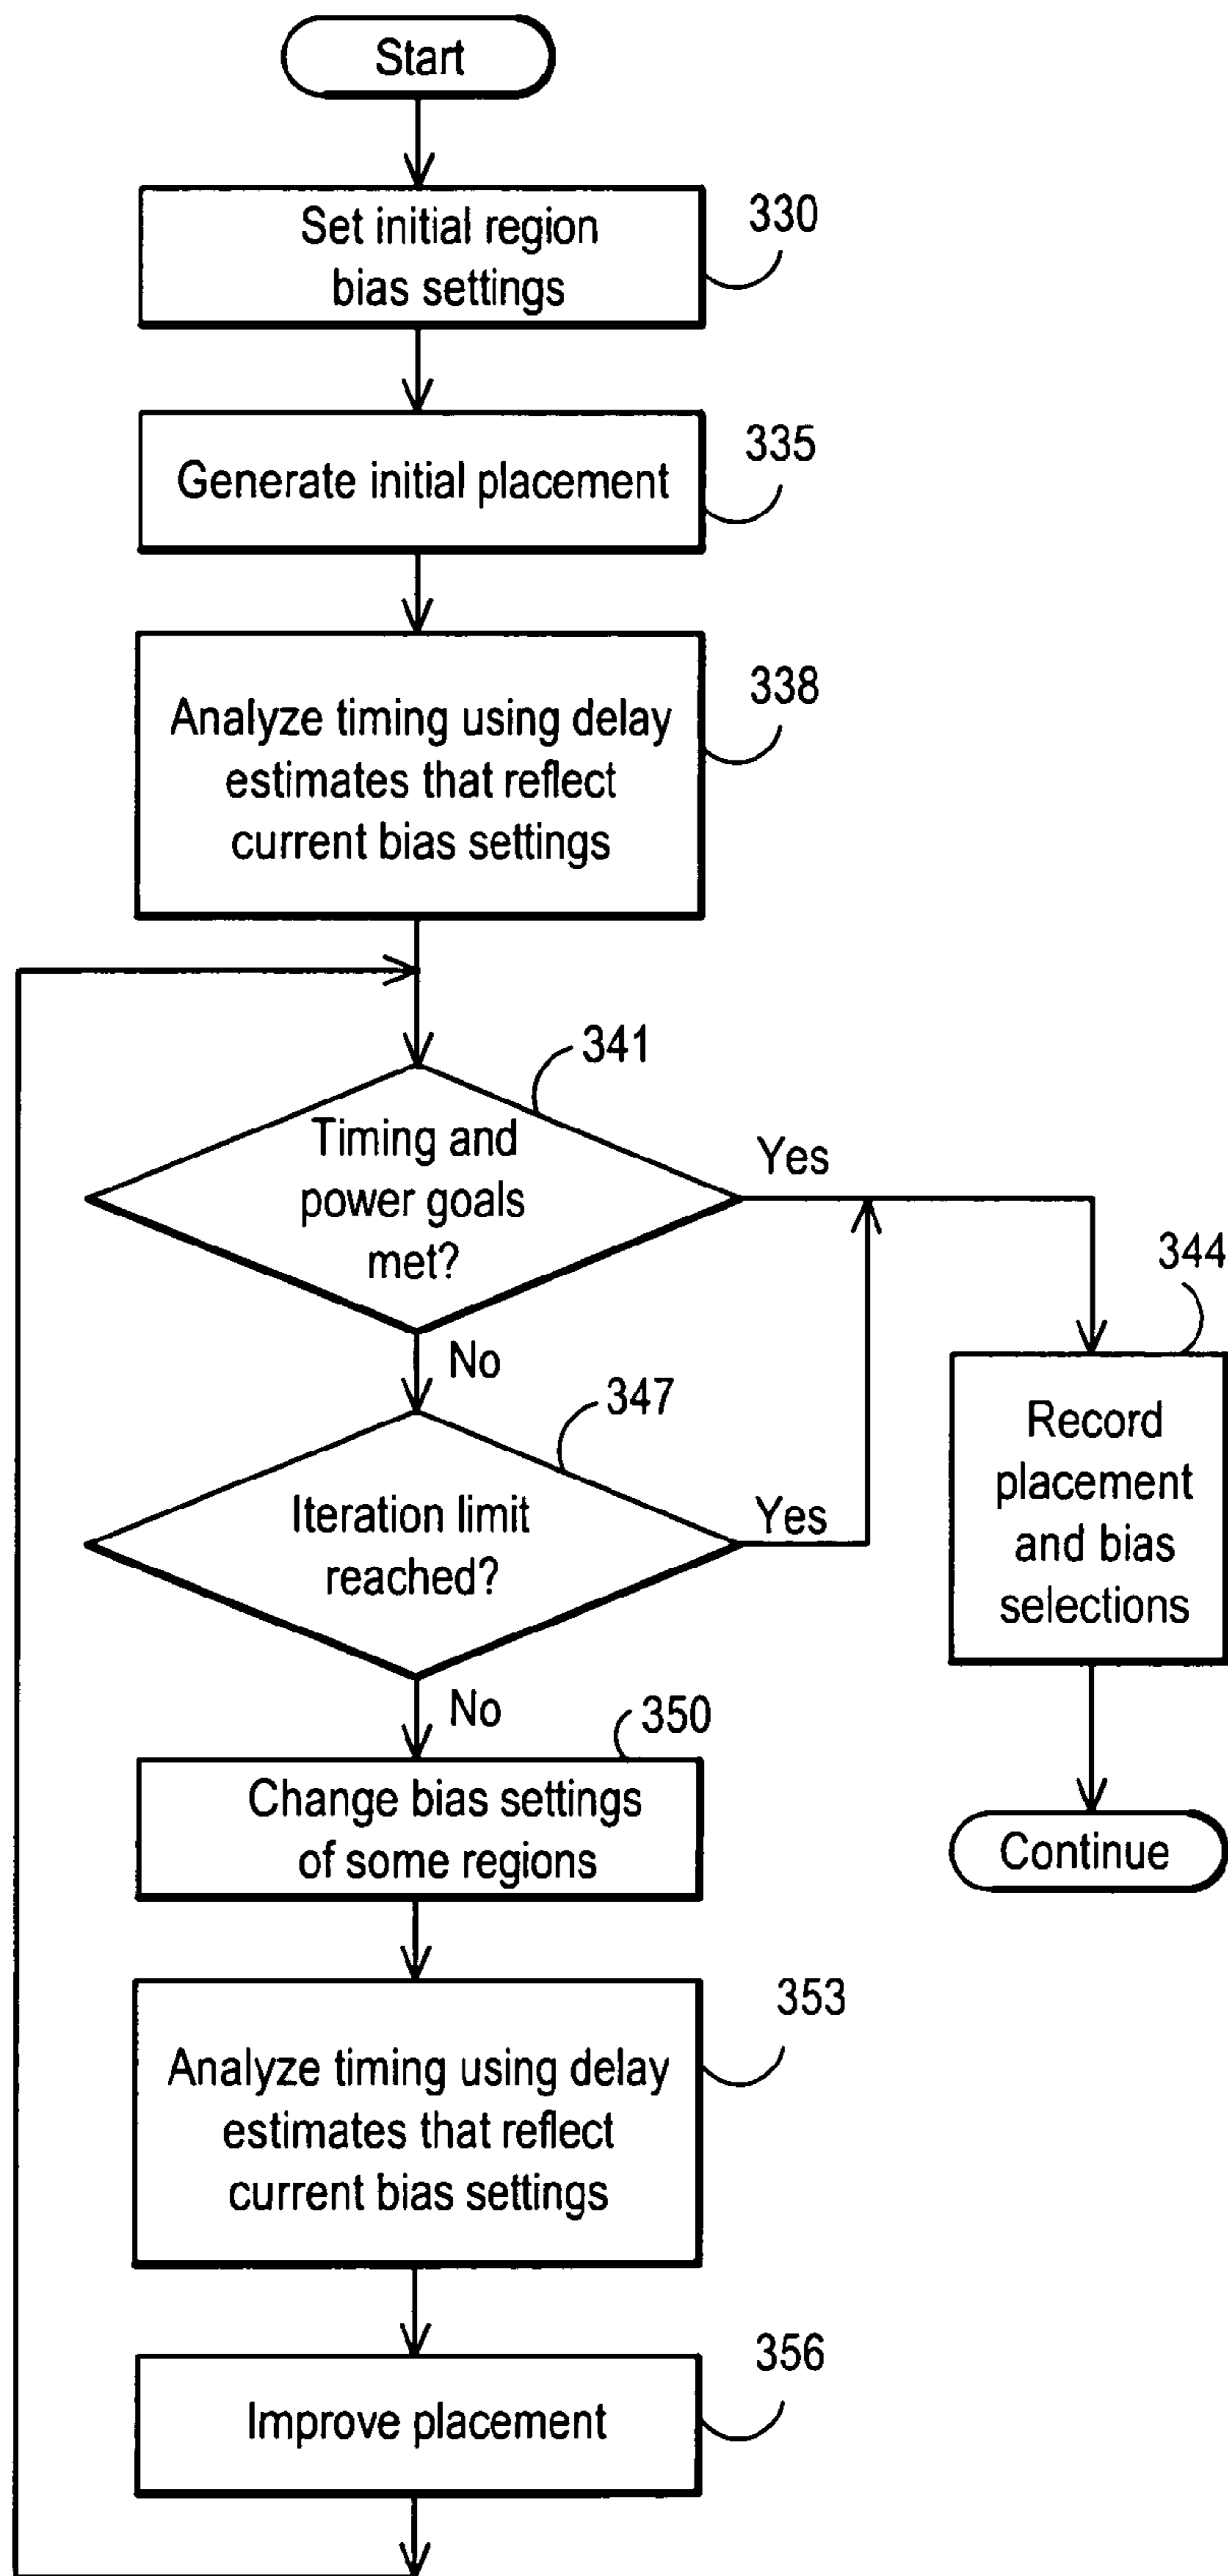 Start
Set initial region
bias settings
330
Generate initial placement
335
Analyze timing using delay
estimates that reflect
current bias settings
338
341
Timing and
power goals
met?
Yes
No
344
Record
placement
and bias
selections
Continue
347
Iteration limit
reached?
Yes
No
350
Change bias settings
of some regions
353
Analyze timing using delay
estimates that reflect
current bias settings
356
Improve placement